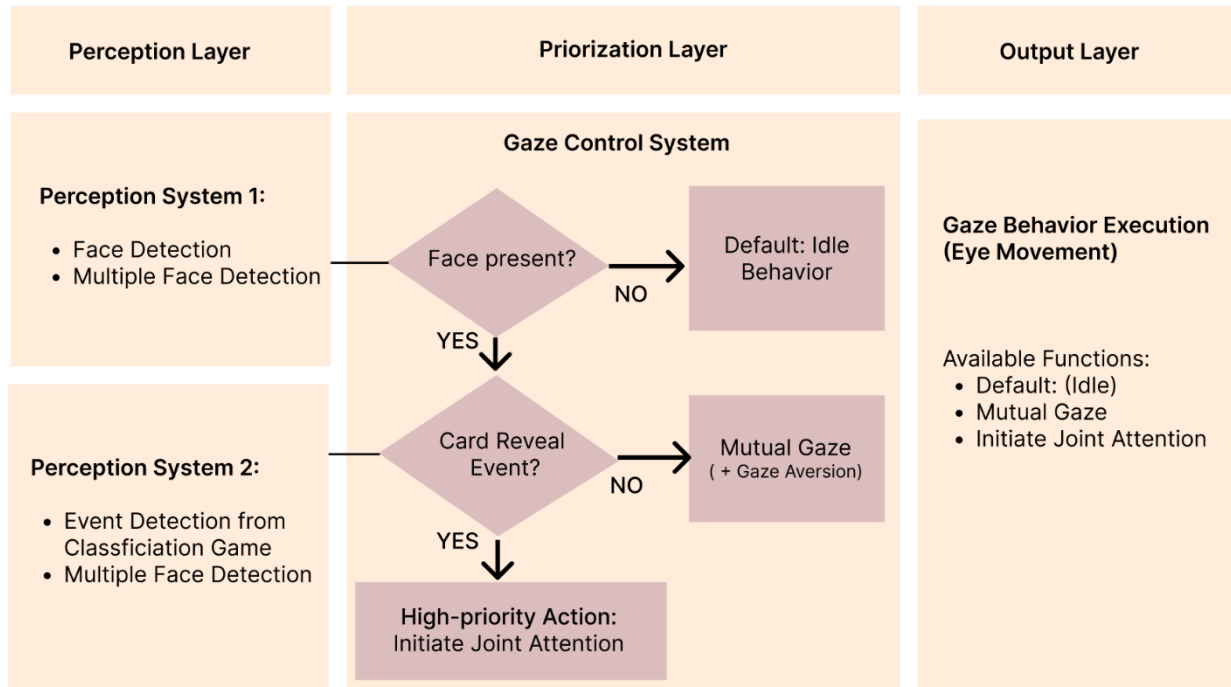 Perception Layer
Priorization Layer
Output Layer
Perception System 1:
• Face Detection
• Multiple Face Detection
Perception System 2:
• Event Detection from
Classficiation Game
• Multiple Face Detection
Gaze Control System
Face present?
NO
Default: Idle
Behavior
YES
Card Reveal
Event?
NO
Mutual Gaze
( + Gaze Aversion)
YES
High-priority Action:
Initiate Joint Attention
Gaze Behavior Execution
(Eye Movement)
Available Functions:
• Default: (Idle)
• Mutual Gaze
• Initiate Joint Attention